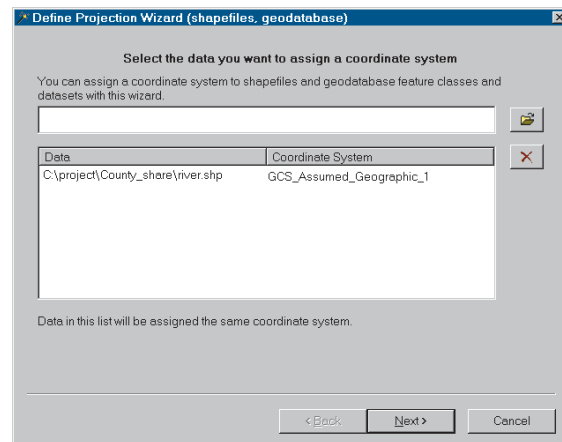 Define Projection Wizard (shapefiles, geodatabase)
Select the data you want to assign a coordinate system
You can assign a coordinate system to shapefiles and geodatabase feature classes and
datasets with this wizard.
Data Coordinate System
C:\project\County_share\river.shp GCS_Assumed_Geographic_1
Data in this list will be assigned the same coordinate system.
< Back Next > Cancel